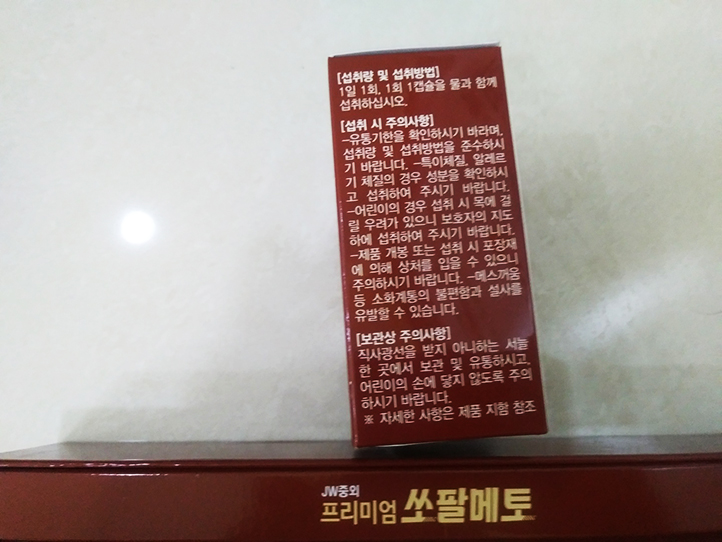 [섭취량 및 섭취방법]
1일 1회, 1회 1캡슐을 물과 함께
섭취하십시오.
[섭취 시 주의사항]
-유통기한을 확인하시기 바라며,
섭취량 및 섭취방법을 준수하시
기 바랍니다. -특이체질, 알레르
기 체질의 경우 성분을 확인하시
고 섭취하여 주시기 바랍니다.
-어린이의 경우 섭취 시 목에 걸
릴 우려가 있으니 보호자의 지도
하에 섭취하여 주시기 바랍니다.
-제품 개봉 또는 섭취 시 포장재
에 의해 상처를 입을 수 있으니
주의하시기 바랍니다. -메스꺼움
등 소화계통의 불편함과 설사를
유발할 수 있습니다.
[보관상 주의사항]
직사광선을 받지 아니하는 서늘
한 곳에서 보관 및 유통하시고,
어린이의 손에 닿지 않도록 주의
하시기 바랍니다.
※ 자세한 사항은 제품 지함 참조
JW중외
프리미엄 쏘팔메토